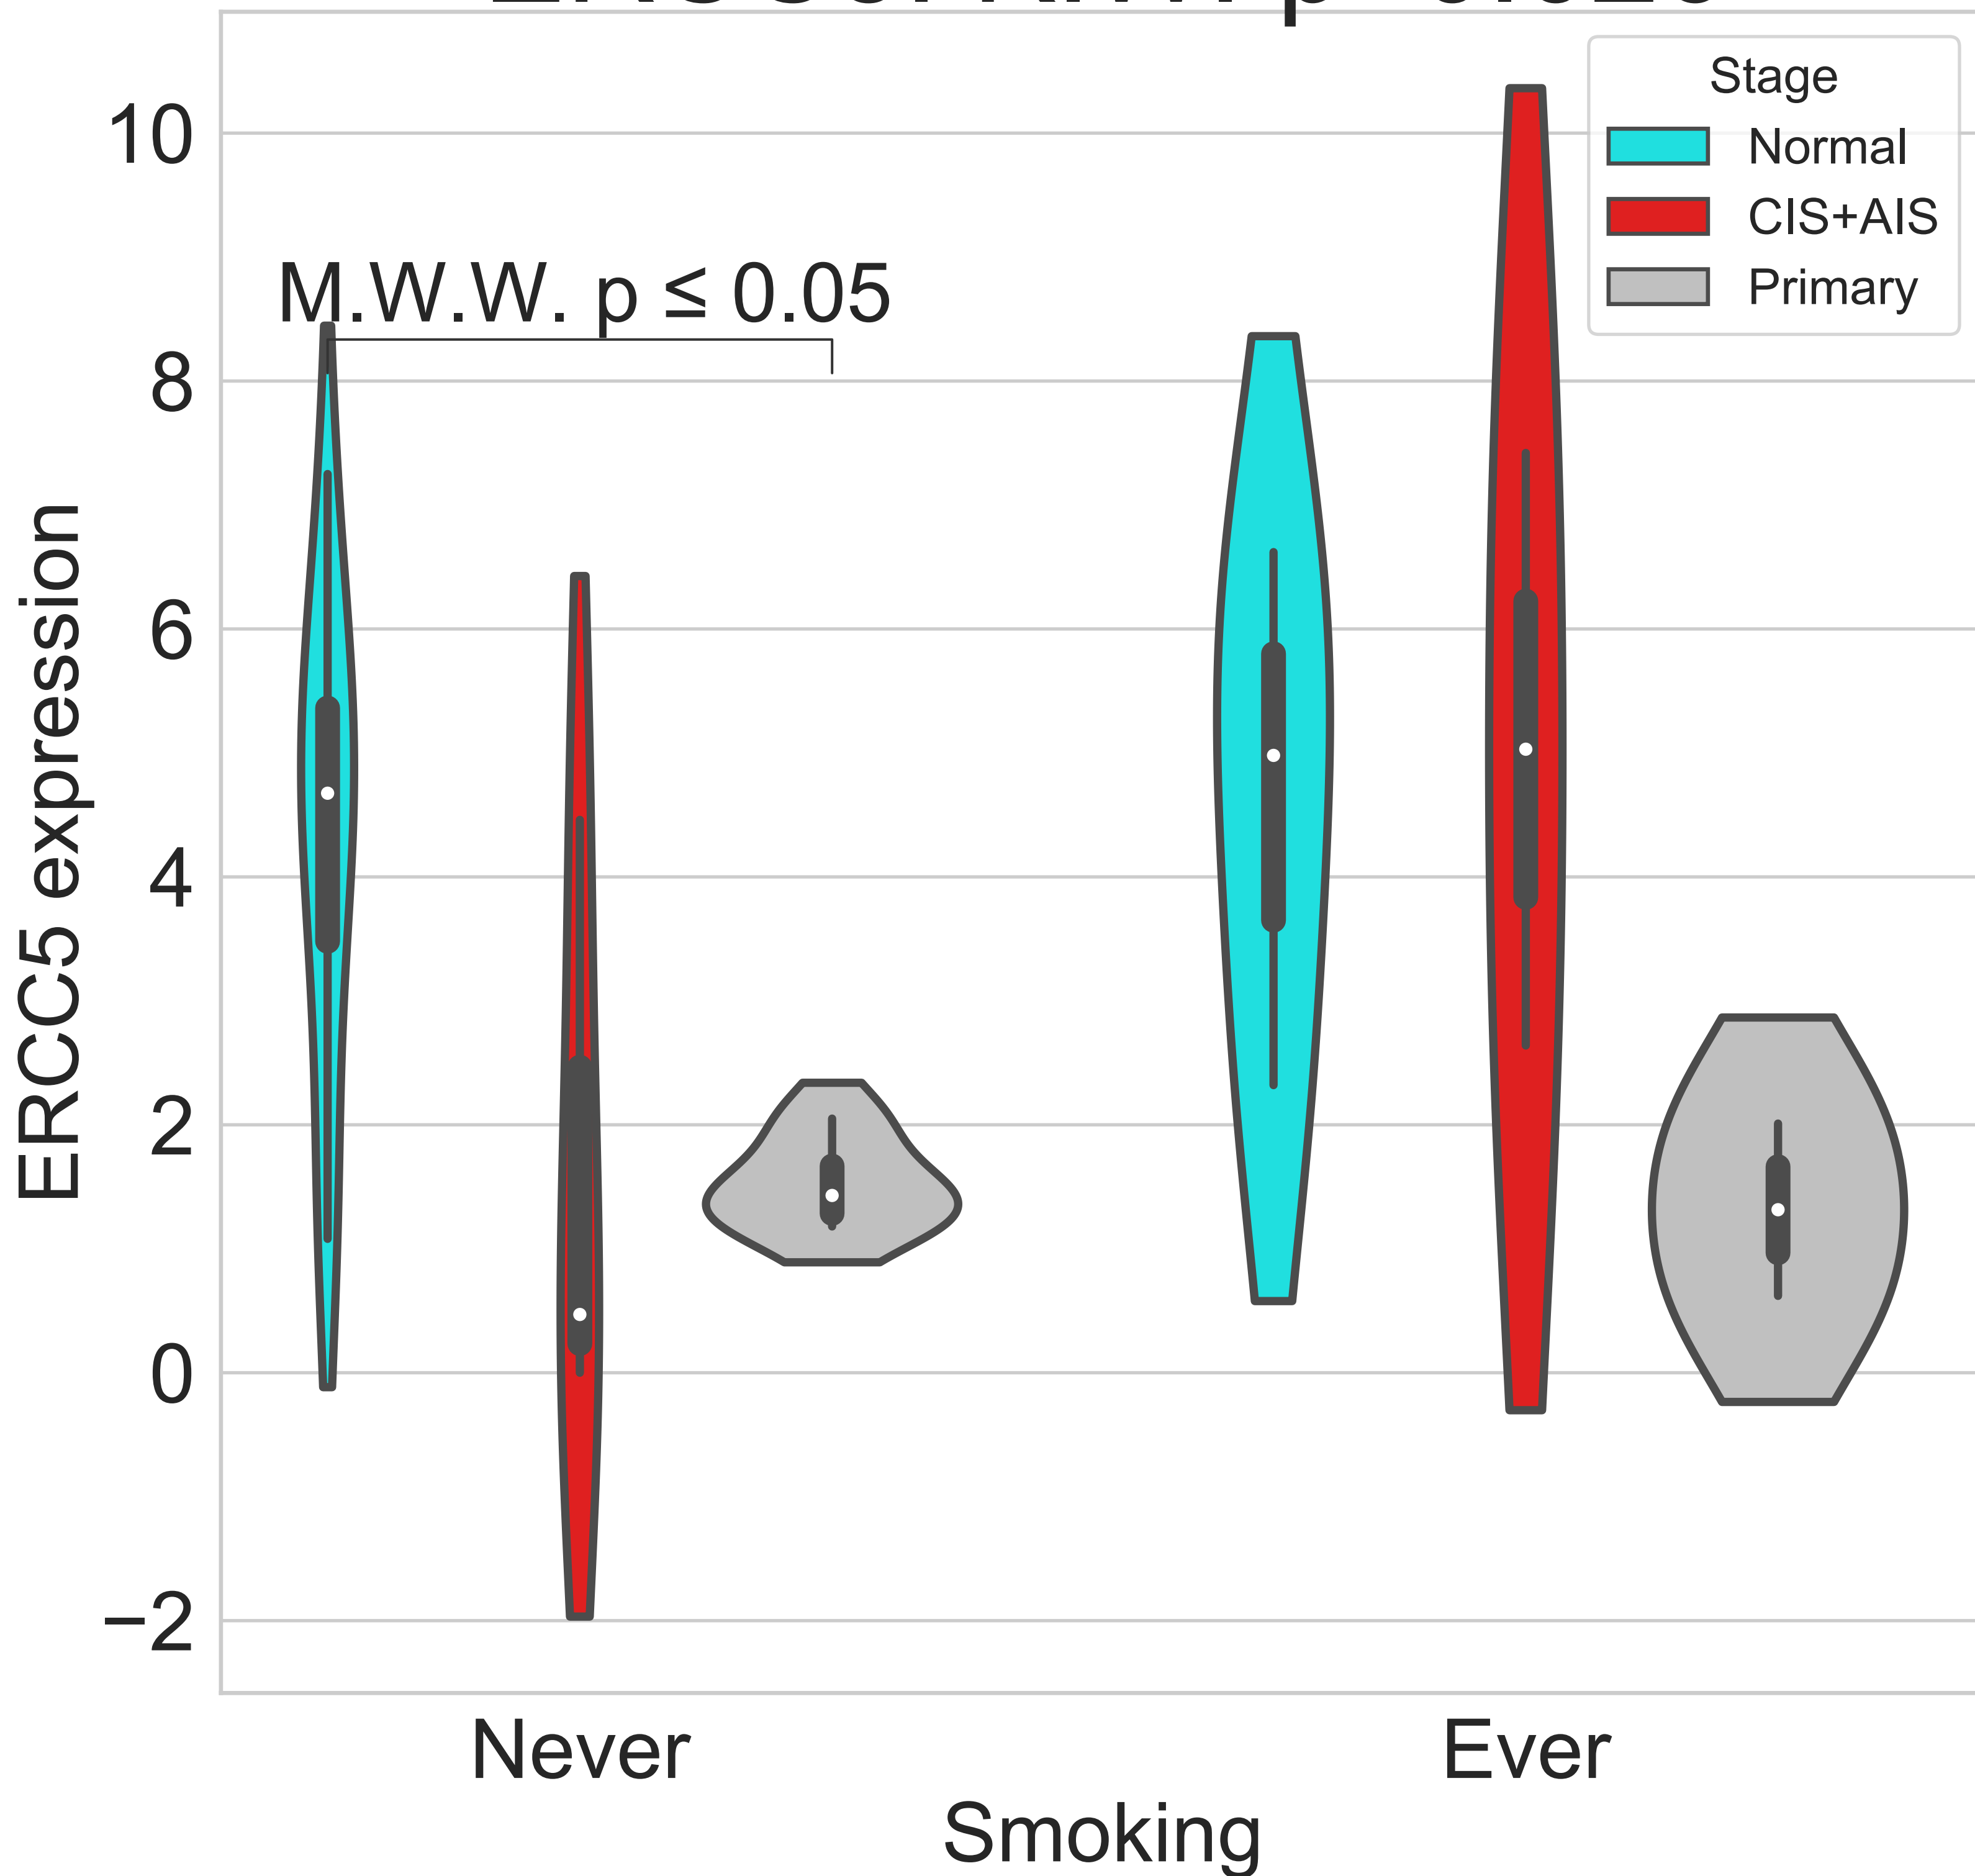 Stage
Normal
CIS+AIS
Primary
M.W.W. p ≤ 0.05
10
8
6
4
2
0
−2
ERCC5 expression
Never
Ever
Smoking